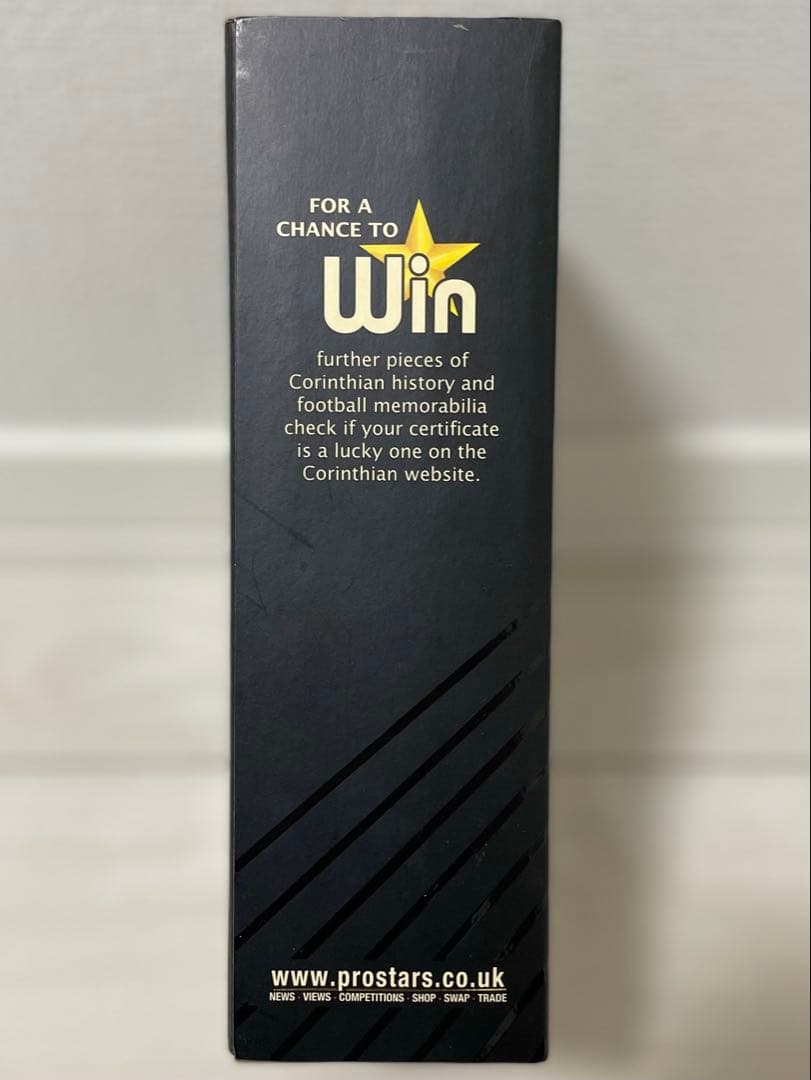 FOR A
CHANCE TO
Win
further pieces of
Corinthian history and
football memorabilia
check if your certificate
is a lucky one on the
Corinthian website.
www.prostars.co.uk
NEWS · VIEWS · COMPETITIONS · SHOP · SWAP · TRADE